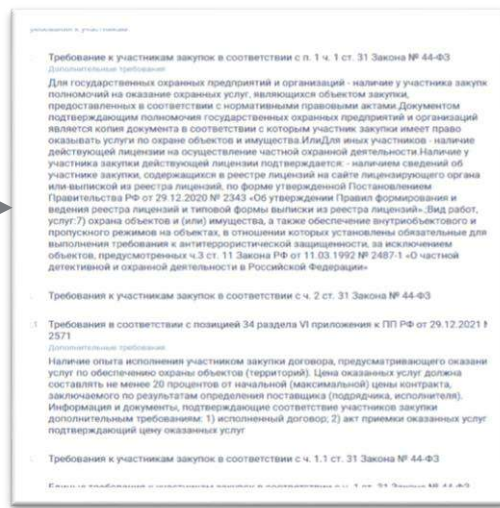 Требование к участникам закупок в соответствии с п. 1 ч. 1 ст. 31 Закона № 44-ФЗ
Дополнительные требования
Для государственных охранных предприятий и организаций - наличие у участника закупк
полномочий на оказание охранных услуг, являющихся объектом закупки,
предоставленных в соответствии с нормативными правовыми актами.Документом
подтверждающим полномочия государственных охранных предприятий и организаций
является копия документа в соответствии с которым участник закупки имеет право
оказывать услуги по охране объектов и имущества.ИлиДля иных участников - наличие
действующей лицензии на осуществление частной охранной деятельности.Наличие у
участника закупки действующей лицензии подтверждается: - наличием сведений об
участнике закупки, содержащихся в реестре лицензий на сайте лицензирующего органа
или-выпиской из реестра лицензий, по форме утвержденной Постановлением
Правительства РФ от 29.12.2020 № 2343 «Об утверждении Правил формирования и
ведения реестра лицензий и типовой формы выписки из реестра лицензий».;Вид работ,
услуг:7) охрана объектов и (или) имущества, а также обеспечение внутриобъектового и
пропускного режимов на объектах, в отношении которых установлены обязательные для
выполнения требования к антитеррористической защищенности, за исключением
объектов, предусмотренных ч.3 ст. 11 Закона РФ от 11.03.1992 № 2487-1 «О частной
детективной и охранной деятельности в Российской Федерации»
Требования к участникам закупок в соответствии с ч. 2 ст. 31 Закона № 44-ФЗ
.1 Требования в соответствии с позицией 34 раздела VI приложения к ПП РФ от 29.12.2021 №
2571
Дополнительные требования
Наличие опыта исполнения участником закупки договора, предусматривающего оказани
услуг по обеспечению охраны объектов (территорий). Цена оказанных услуг должна
составлять не менее 20 процентов от начальной (максимальной) цены контракта,
заключаемого по результатам определения поставщика (подрядчика, исполнителя).
Информация и документы, подтверждающие соответствие участников закупки
дополнительным требованиям: 1) исполненный договор; 2) акт приемки оказанных услуг
подтверждающий цену оказанных услуг
Требования к участникам закупок в соответствии с ч. 1.1 ст. 31 Закона № 44-ФЗ
Единые требования к участникам закупок в соответствии с ч. 1 ст. 31 Закона № 44-ФЗ